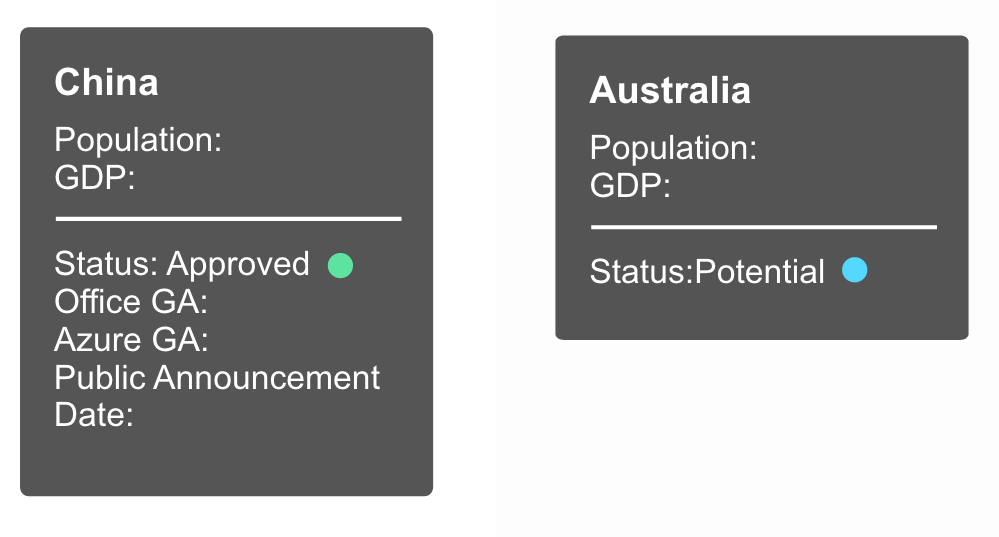 China
Population:
GDP:
Status: Approved
Office GA:
Azure GA:
Public Announcement
Date:
Australia
Population:
GDP:
Status:Potential